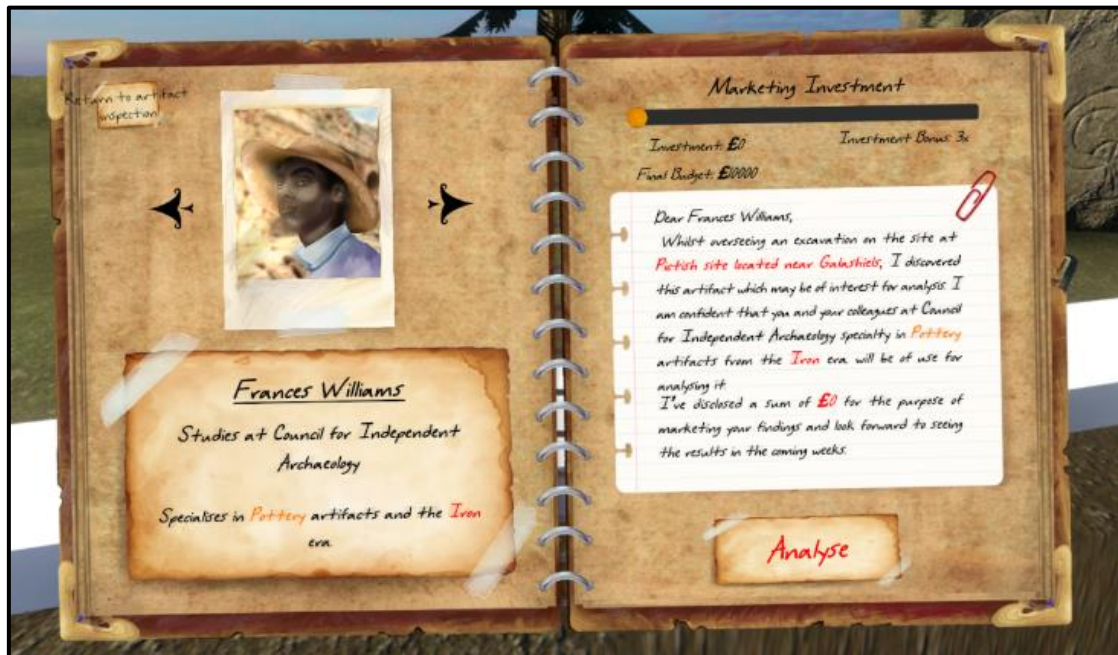 Return to artifact
inspection
Frances Williams
Studies at Council for Independent
Archaeology
Specialises in Pottery artifacts and the Iron
era.
Marketing Investment
Investment: £0
Investment Bonus: 3x
Final Budget: £10000
Dear Frances Williams,
Whilst overseeing an excavation on the site at
Pictish site located near Galashiels, I discovered
this artifact which may be of interest for analysis. I
am confident that you and your colleagues at Council
for Independent Archaeology specialty in Pottery
artifacts from the Iron era will be of use for
analysing it.
I've disclosed a sum of £0 for the purpose of
marketing your findings and look forward to seeing
the results in the coming weeks.
Analyse